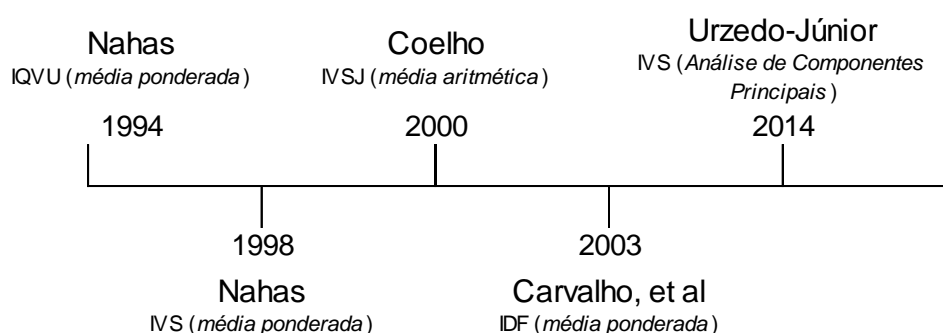 Nahas
IQVU (média ponderada)
1994
Coelho
IVSJ (média aritmética)
2000
Urzedo-Júnior
IVS (Análise de Componentes
Principais)
2014
1998
Nahas
IVS (média ponderada)
2003
Carvalho, et al
IDF (média ponderada)